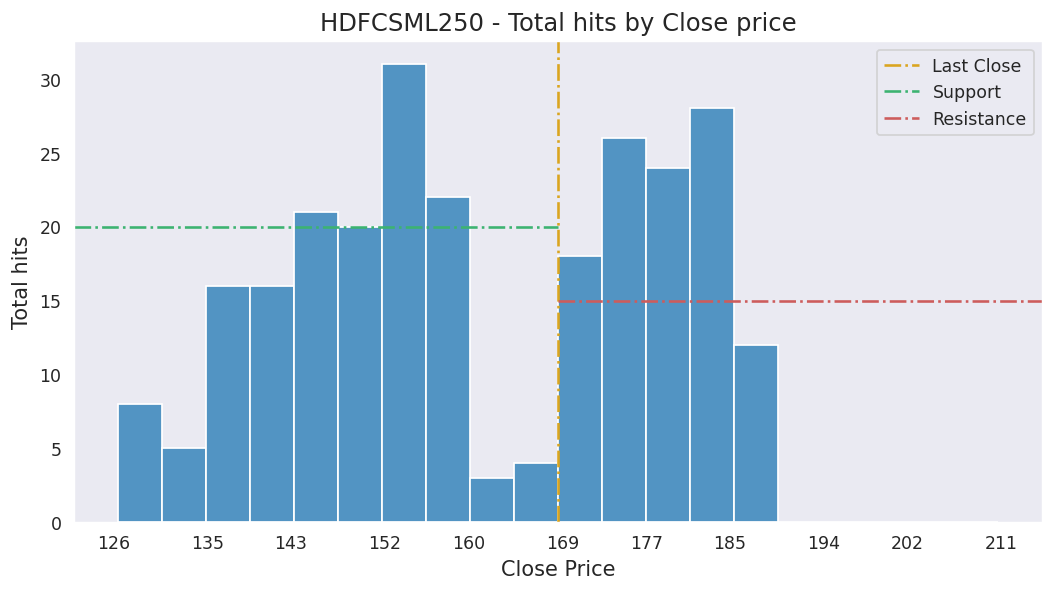 HDFCSML250 - Total hits by Close price
Last Close
Support
Resistance
Total hits
30
25
20
15
10
5
0
126 135 143 152 160 169 177 185 194 202 211
Close Price